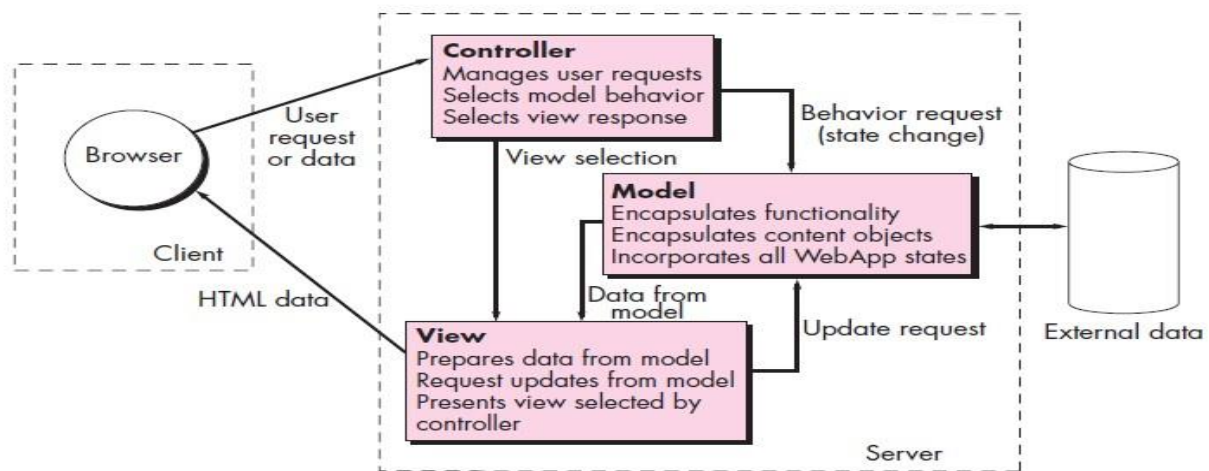 Controller
Manages user requests
Selects model behavior
Selects view response
User
request
or data
Browser
Client
HTML data
View selection
Behavior request
(state change)
Model
Encapsulates functionality
Encapsulates content objects
Incorporates all WebApp states
Data from
model
Update request
External data
View
Prepares data from model
Request updates from model
Presents view selected by
controller
Server